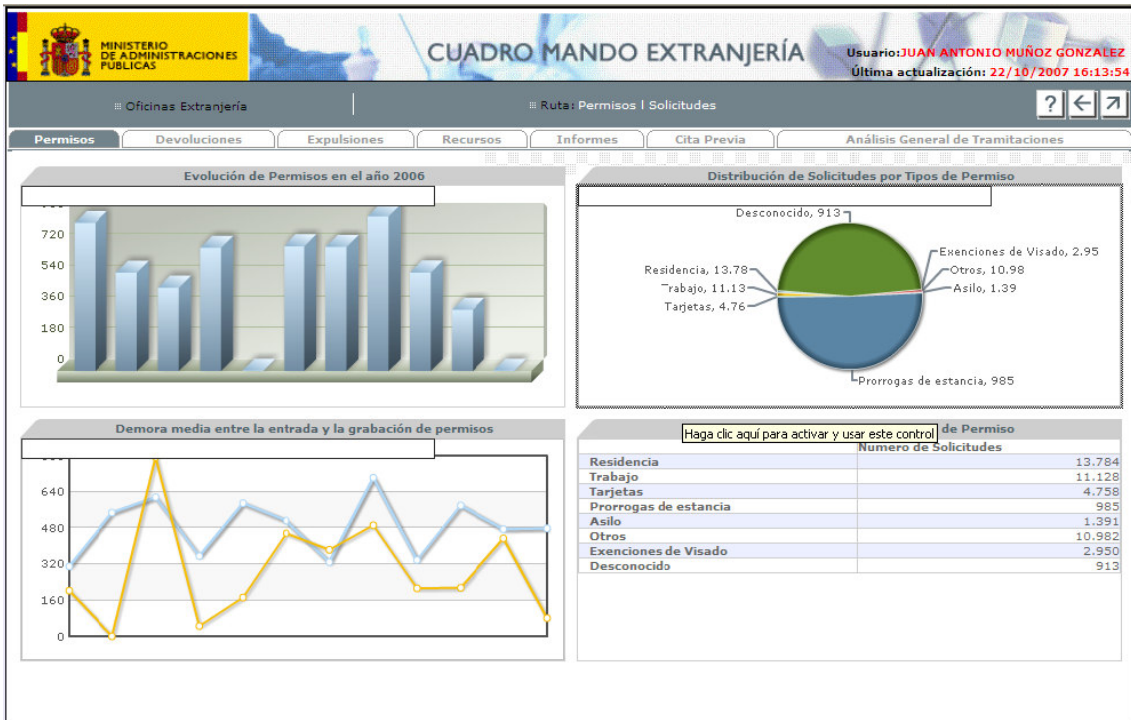 MINISTERIO
DE ADMINISTRACIONES
PÚBLICAS
CUADRO MANDO EXTRANJERÍA
Usuario:JUAN ANTONIO MUÑOZ GONZALEZ
Última actualización: 22/10/2007 16:13:54
Oficinas Extranjería
Ruta: Permisos | Solicitudes
?
Permisos Devoluciones Expulsiones Recursos Informes Cita Previa Análisis General de Tramitaciones
Evolución de Permisos en el año 2006
720
540
360
180
0
Distribución de Solicitudes por Tipos de Permiso
Desconocido, 913
Exenciones de Visado, 2.95
Residencia, 13.78
Otros, 10.98
Trabajo, 11.13
Asilo, 1.39
Tarjetas, 4.76
Prorrogas de estancia, 985
Demora media entre la entrada y la grabación de permisos
640
480
320
160
0
de Permiso
Haga clic aquí para activar y usar este control
Numero de Solicitudes
Residencia 13.784
Trabajo 11.128
Tarjetas 4.758
Prorrogas de estancia 985
Asilo 1.391
Otros 10.982
Exenciones de Visado 2.950
Desconocido 913